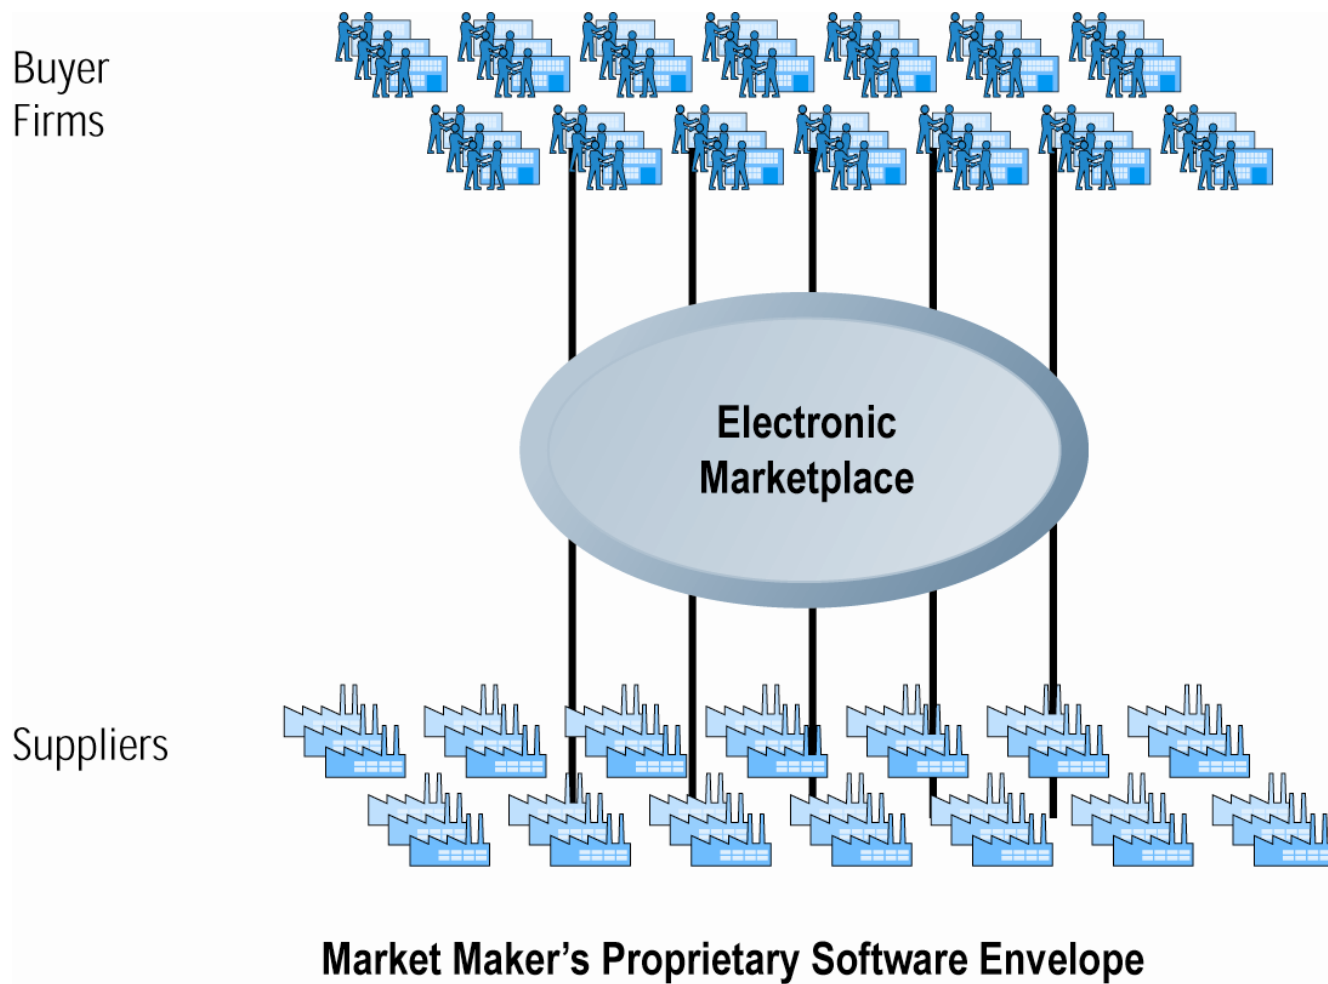 Buyer
Firms
Electronic
Marketplace
Suppliers
Market Maker's Proprietary Software Envelope